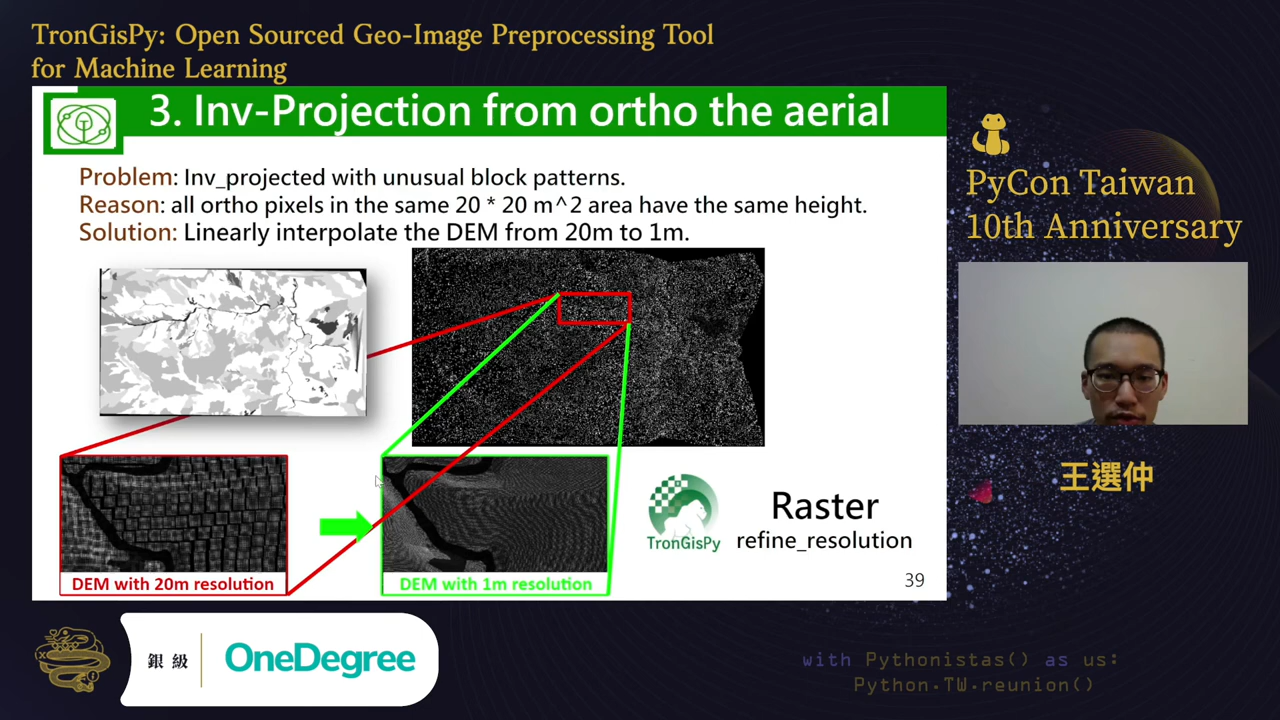 TronGisPy: Open Sourced Geo-Image Preprocessing Tool
for Machine Learning
3. Inv-Projection from ortho the aerial
Problem: Inv_projected with unusual block patterns.
Reason: all ortho pixels in the same 20 * 20 m^2 area have the same height.
Solution: Linearly interpolate the DEM from 20m to 1m.
DEM with 20m resolution
DEM with 1m resolution
TronGisPy
Raster
refine_resolution
39
PyCon Taiwan
10th Anniversary
王選仲
銀級
OneDegree
with Pythonistas() as us:
Python.TW.reunion()